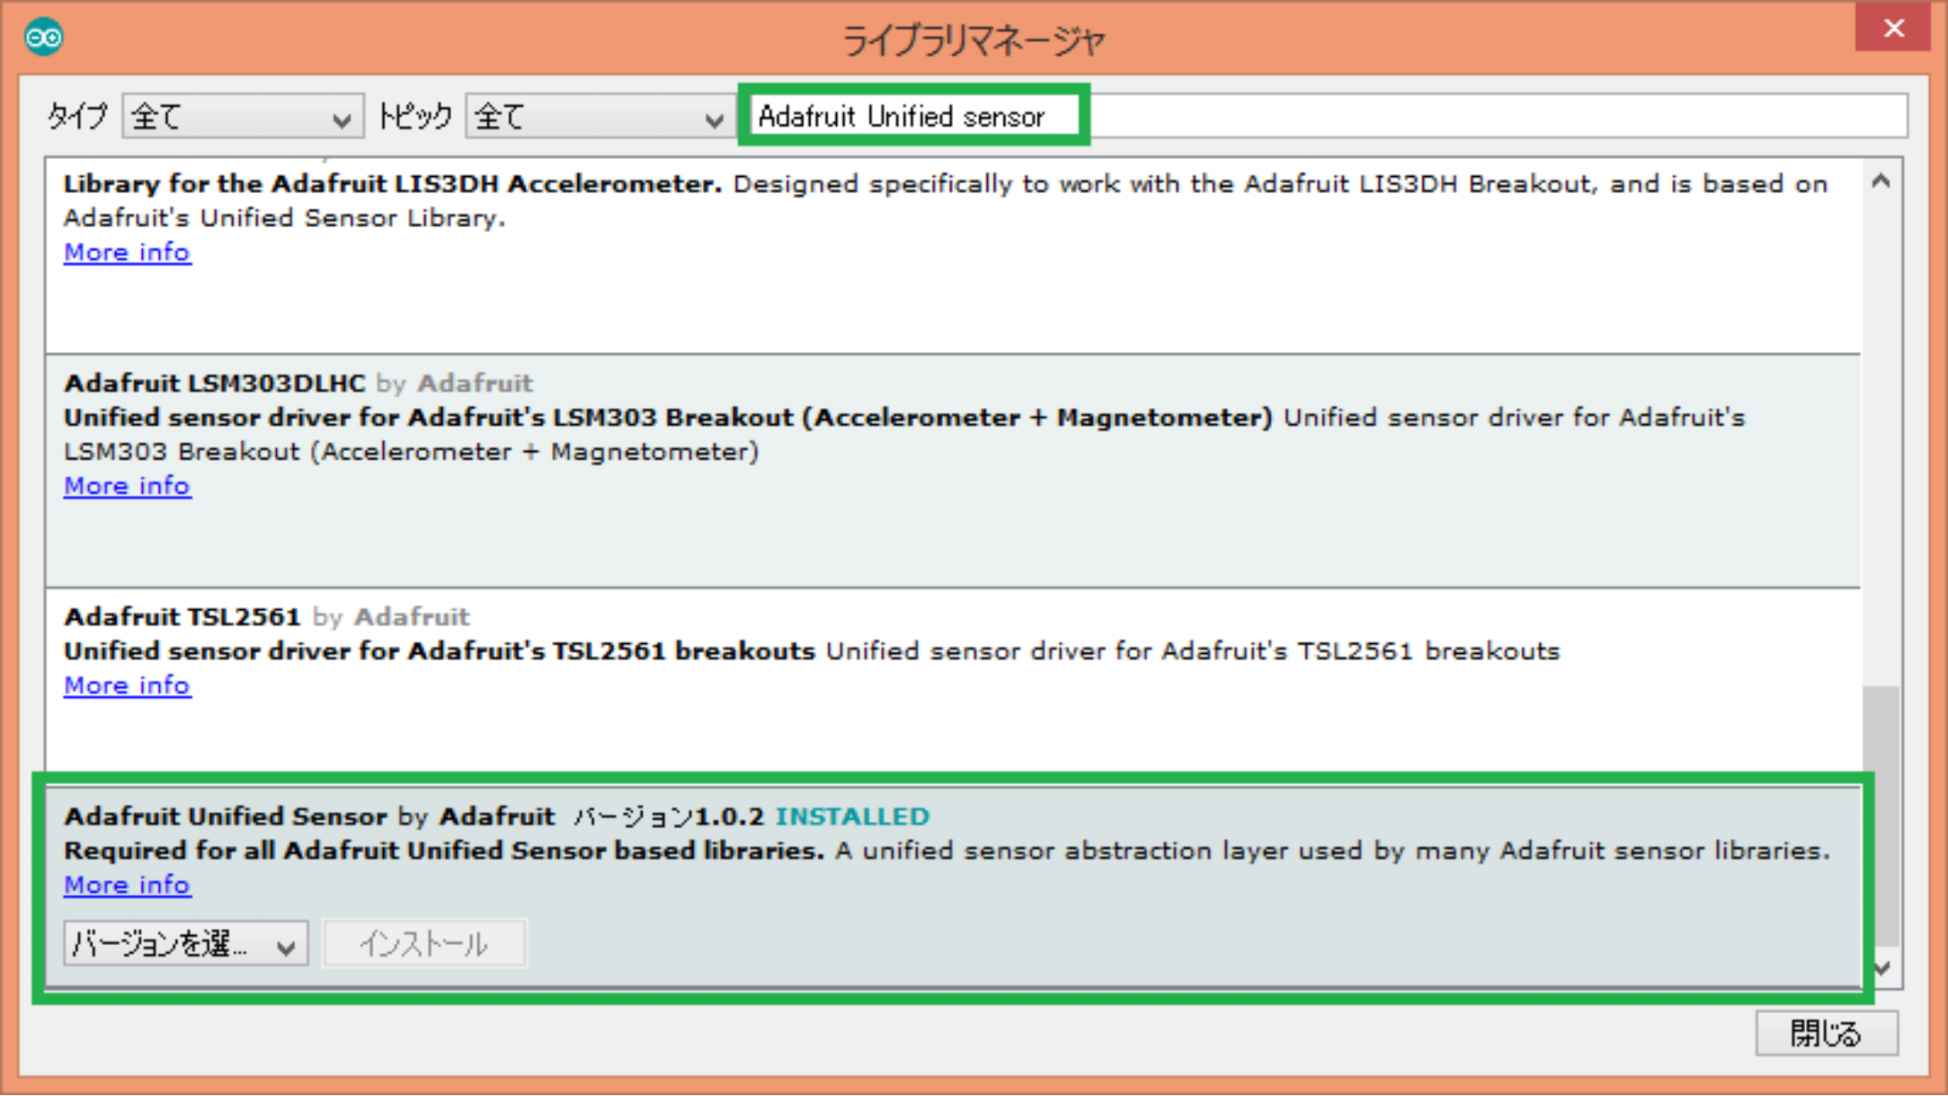 ライブラリマネージャ
タイプ 全て トピック 全て Adafruit Unified sensor
Library for the Adafruit LIS3DH Accelerometer. Designed specifically to work with the Adafruit LIS3DH Breakout, and is based on
Adafruit's Unified Sensor Library.
More info
Adafruit LSM303DLHC by Adafruit
Unified sensor driver for Adafruit's LSM303 Breakout (Accelerometer + Magnetometer) Unified sensor driver for Adafruit's
LSM303 Breakout (Accelerometer + Magnetometer)
More info
Adafruit TSL2561 by Adafruit
Unified sensor driver for Adafruit's TSL2561 breakouts Unified sensor driver for Adafruit's TSL2561 breakouts
More info
Adafruit Unified Sensor by Adafruit バージョン1.0.2 INSTALLED
Required for all Adafruit Unified Sensor based libraries. A unified sensor abstraction layer used by many Adafruit sensor libraries.
More info
バージョンを選... インストール
閉じる